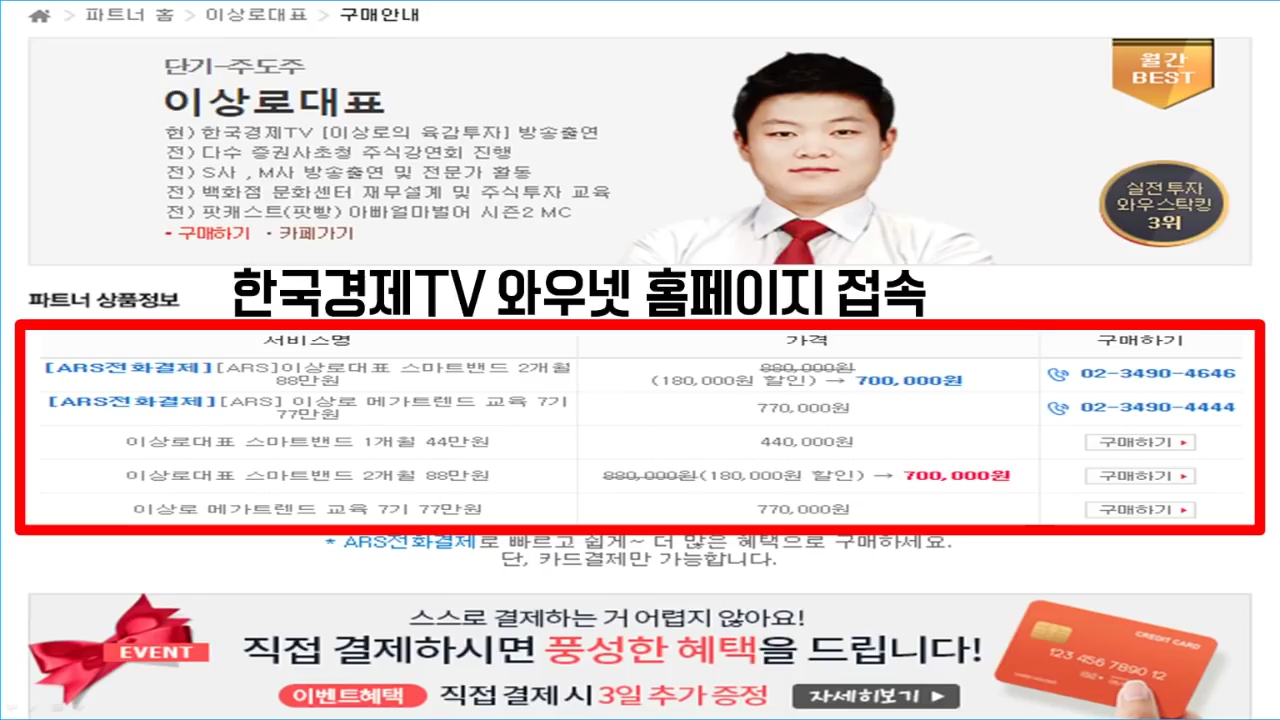 파트너 홈 > 이상로대표 > 구매안내
단기-주도주
이상로대표
현) 한국경제TV [이상로의 육감투자] 방송출연
전) 다수 증권사초청 주식강연회 진행
전) S사 , M사 방송출연 및 전문가 활동
전) 백화점 문화센터 재무설계 및 주식투자 교육
전) 팟캐스트(팟빵) 아빠얼마벌어 시즌2 MC
- 구매하기 · 카페가기
월간
BEST
실전투자
와우스탁킹
3위
파트너 상품정보
한국경제TV 와우넷 홈페이지 접속
서비스명 가격 구매하기
[ARS전화결제][ARS]이상로대표 스마트밴드 2개월
88만원
880,000원
(180,000원 할인) → 700,000원
02-3490-4646
[ARS전화결제][ARS] 이상로 메가트렌드 교육 7기
77만원
770,000원
02-3490-4444
이상로대표 스마트밴드 1개월 44만원 440,000원 구매하기
이상로대표 스마트밴드 2개월 88만원 880,000원(180,000원 할인) → 700,000원 구매하기
이상로 메가트렌드 교육 7기 77만원 770,000원 구매하기
* ARS전화결제로 빠르고 쉽게~ 더 많은 혜택으로 구매하세요.
단, 카드결제만 가능합니다.
EVENT
스스로 결제하는 거 어렵지 않아요!
직접 결제하시면 풍성한 혜택을 드립니다!
이벤트혜택 직접 결제 시 3일 추가 증정 자세히보기 ▶
CREDIT CARD
123 456 7890 12